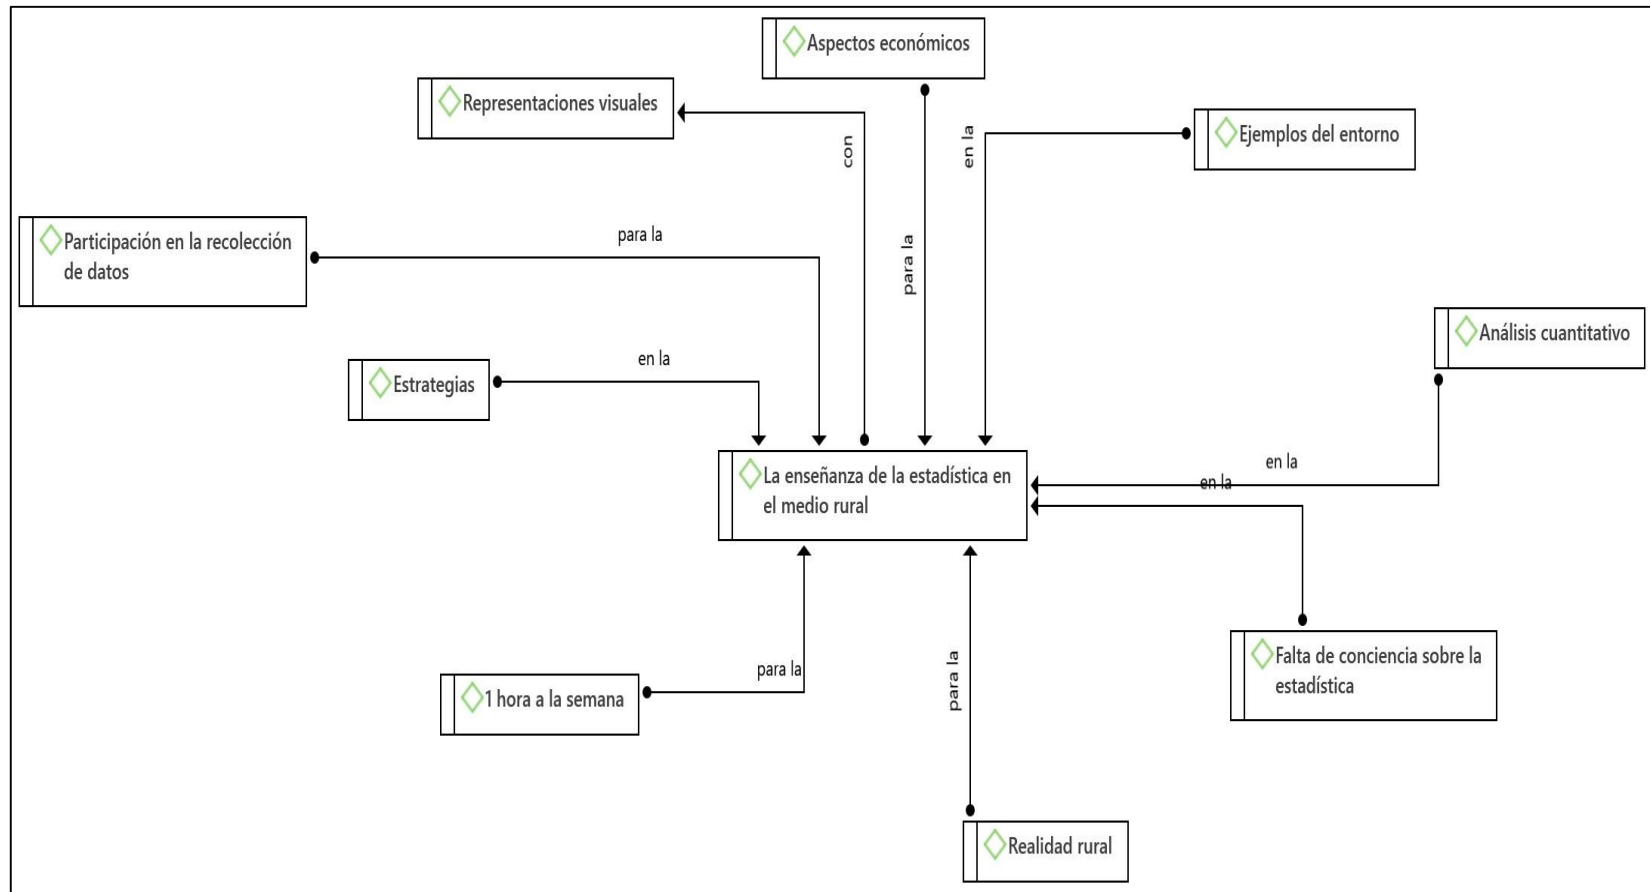 Aspectos económicos
Representaciones visuales
con
en la
Ejemplos del entorno
Participación en la recolección
de datos
para la
para la
Análisis cuantitativo
Estrategias
en la
La enseñanza de la estadística en
el medio rural
en la
en la
1 hora a la semana
para la
para la
Falta de conciencia sobre la
estadística
Realidad rural